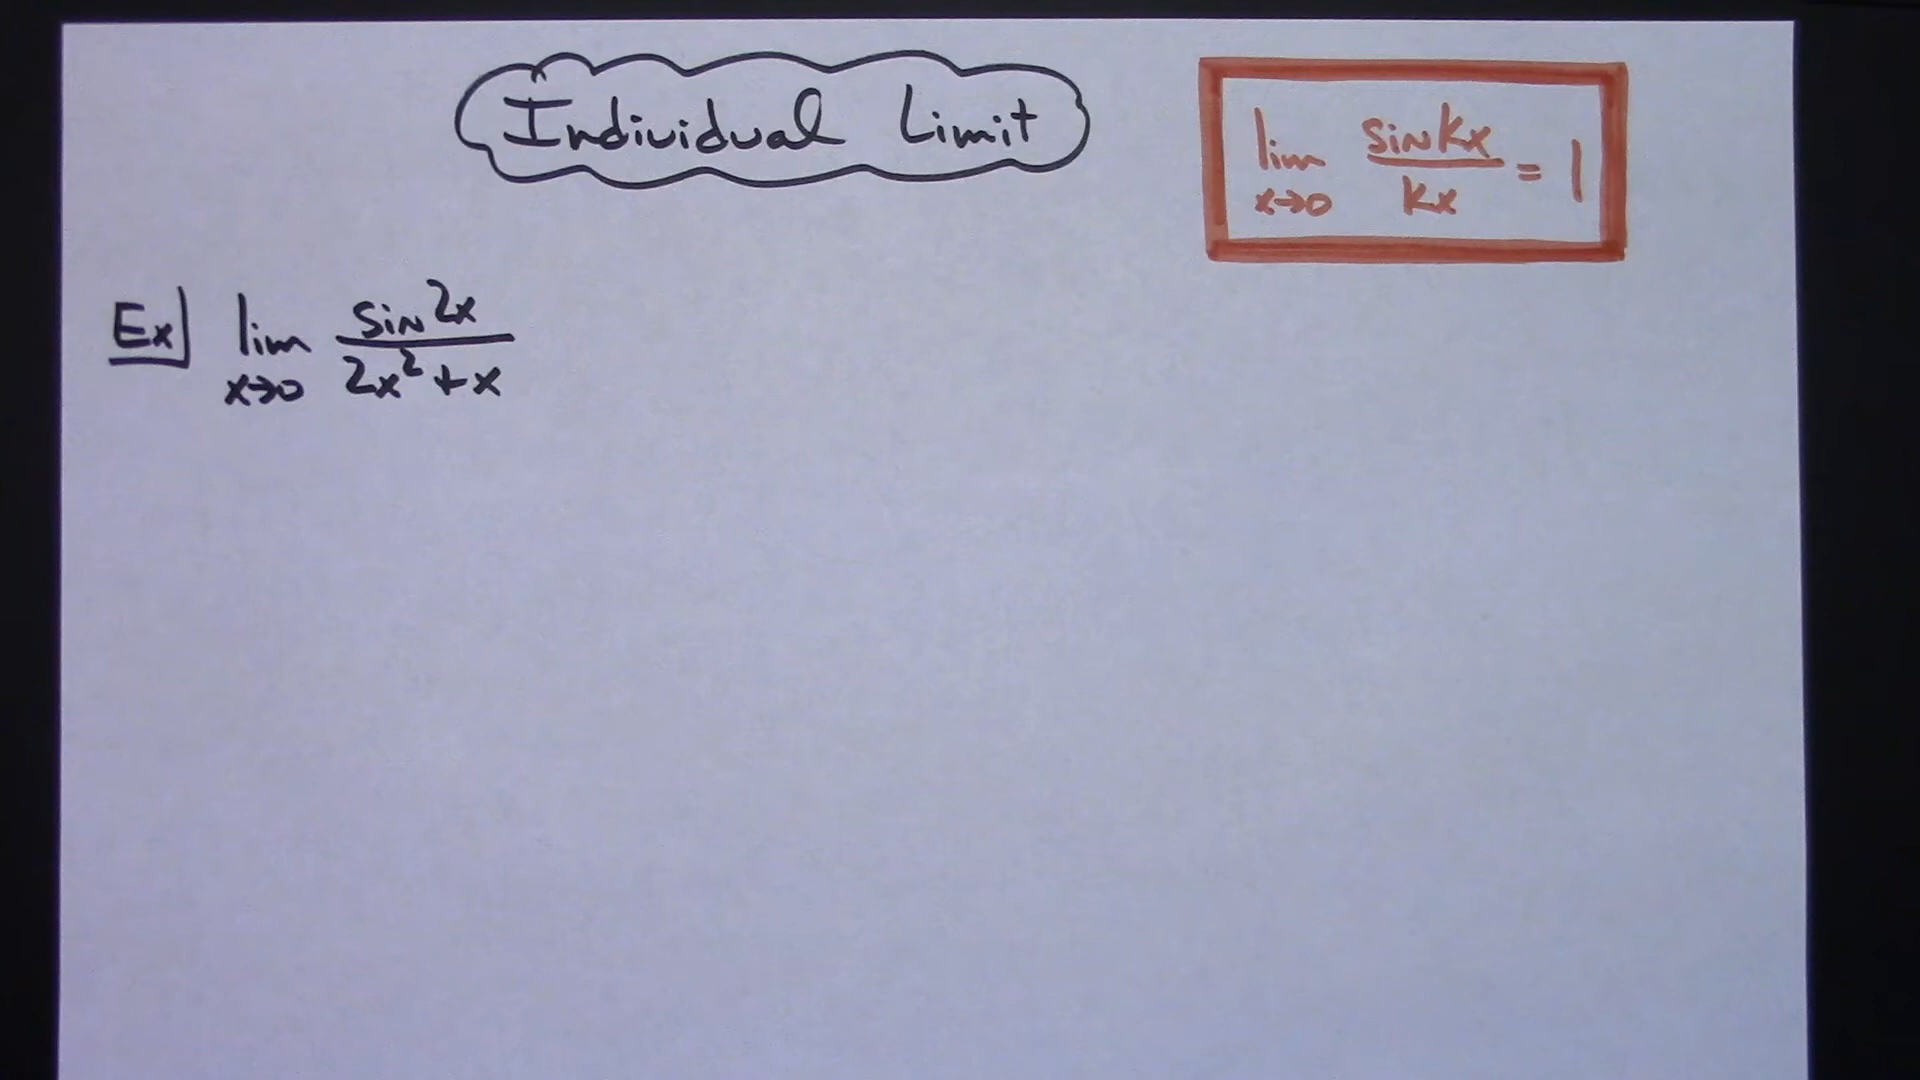 Individual Limit
lim sin kx
x→0 kx = 1
Ex lim sin 2x
x→0 2x² + x